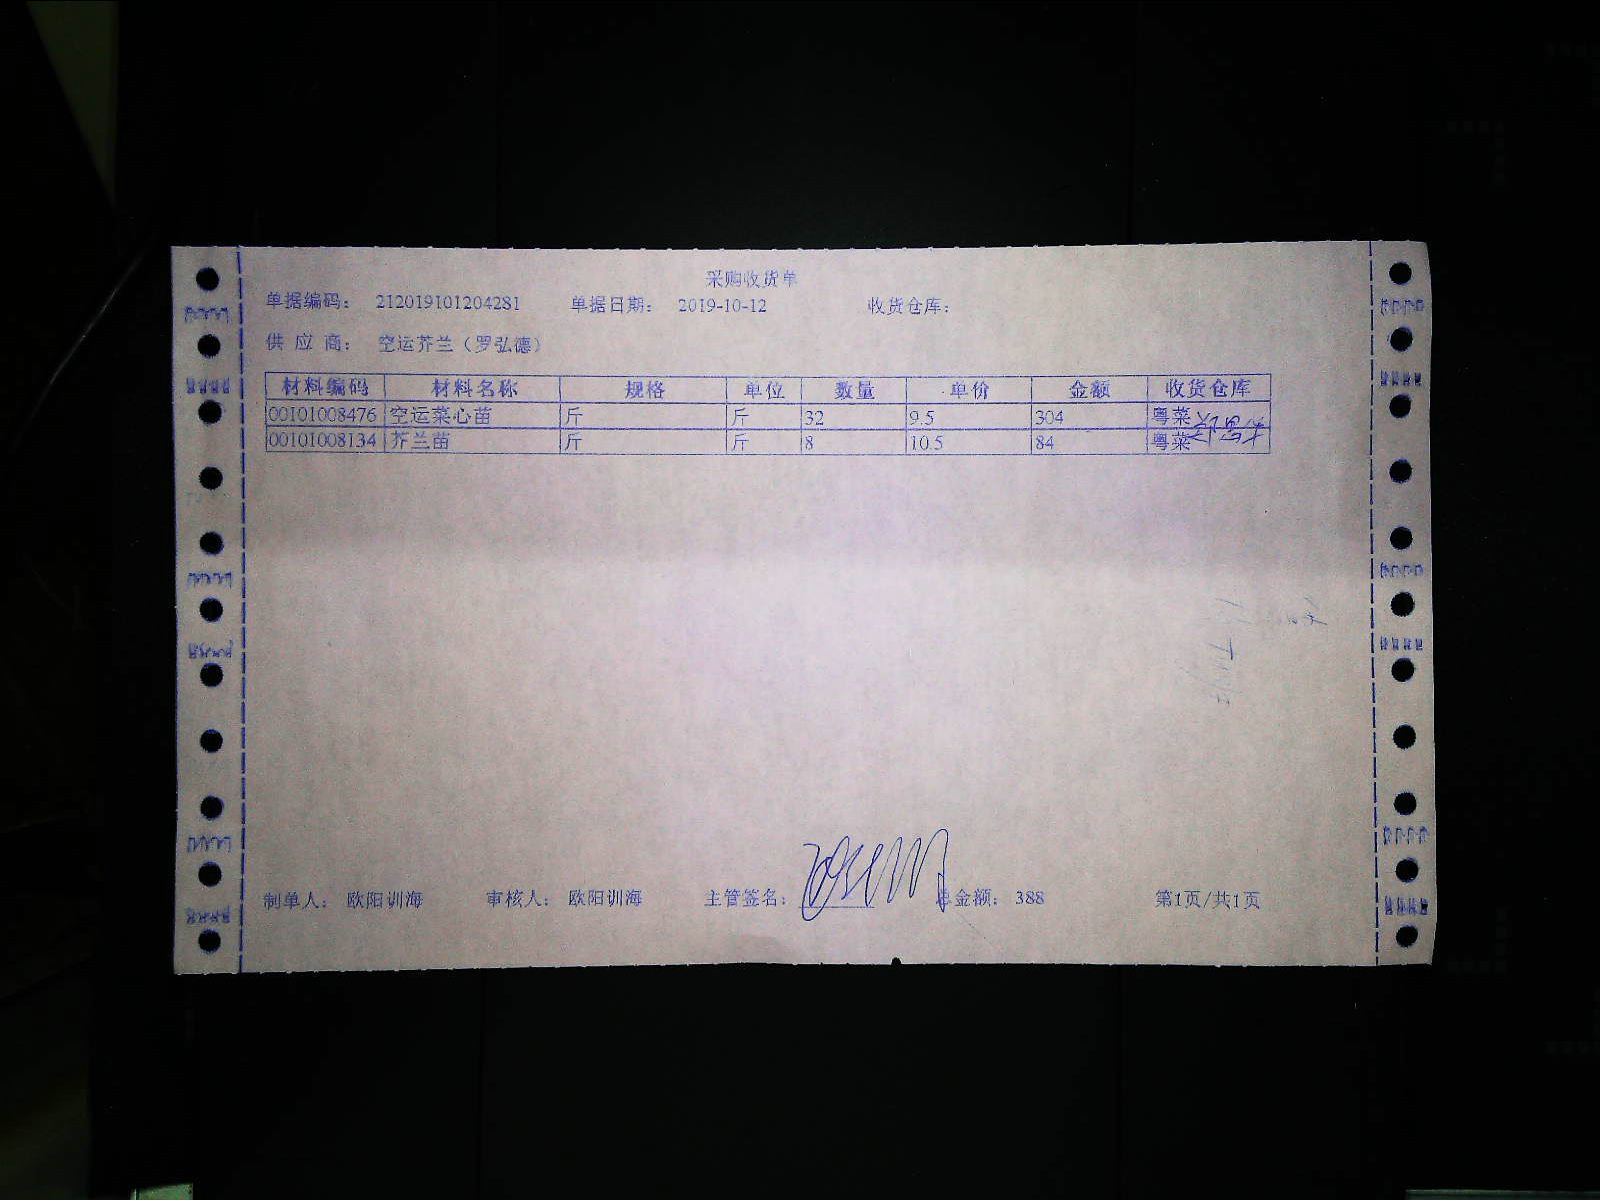 采购收货单
单据编码： 212019101204281 单据日期： 2019-10-12 收货仓库：
供 应 商： 空运芥兰（罗弘德）
材料编码 材料名称 规格 单位 数量 单价 金额 收货仓库
00101008476 空运菜心苗 斤 斤 32 9.5 304 粤菜
00101008134 芥兰苗 斤 斤 8 10.5 84 粤菜
制单人： 欧阳训海 审核人： 欧阳训海 主管签名： 总金额： 388 第1页/共1页